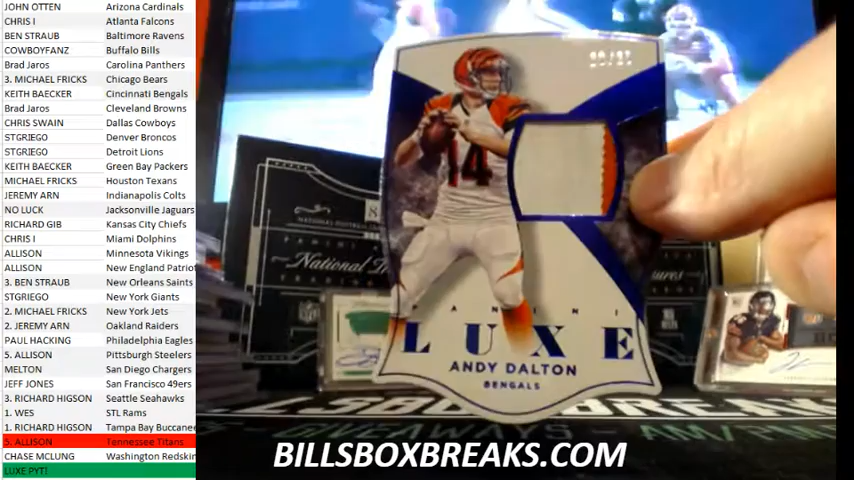 JOHN OTTEN Arizona Cardinals
CHRIS I Atlanta Falcons
BEN STRAUB Baltimore Ravens
COWBOYFANZ Buffalo Bills
Brad Jaros Carolina Panthers
3. MICHAEL FRICKS Chicago Bears
KEITH BAECKER Cincinnati Bengals
Brad Jaros Cleveland Browns
CHRIS SWAIN Dallas Cowboys
STGRIEGO Denver Broncos
STGRIEGO Detroit Lions
KEITH BAECKER Green Bay Packers
MICHAEL FRICKS Houston Texans
JEREMY ARN Indianapolis Colts
NO LUCK Jacksonville Jaguars
RICHARD GIB Kansas City Chiefs
CHRIS I Miami Dolphins
ALLISON Minnesota Vikings
ALLISON New England Patriot
3. BEN STRAUB New Orleans Saints
STGRIEGO New York Giants
2. MICHAEL FRICKS New York Jets
2. JEREMY ARN Oakland Raiders
PAUL HACKING Philadelphia Eagles
5. ALLISON Pittsburgh Steelers
MELTON San Diego Chargers
JEFF JONES San Francisco 49ers
3. RICHARD HIGSON Seattle Seahawks
1. WES STL Rams
1. RICHARD HIGSON Tampa Bay Buccanee
5. ALLISON Tennessee Titans
CHASE MCLUNG Washington Redskin
LUXE PYT!
14
PANINI
LUXE
ANDY DALTON
BENGALS
National
BILLSBOXBREAKS.COM